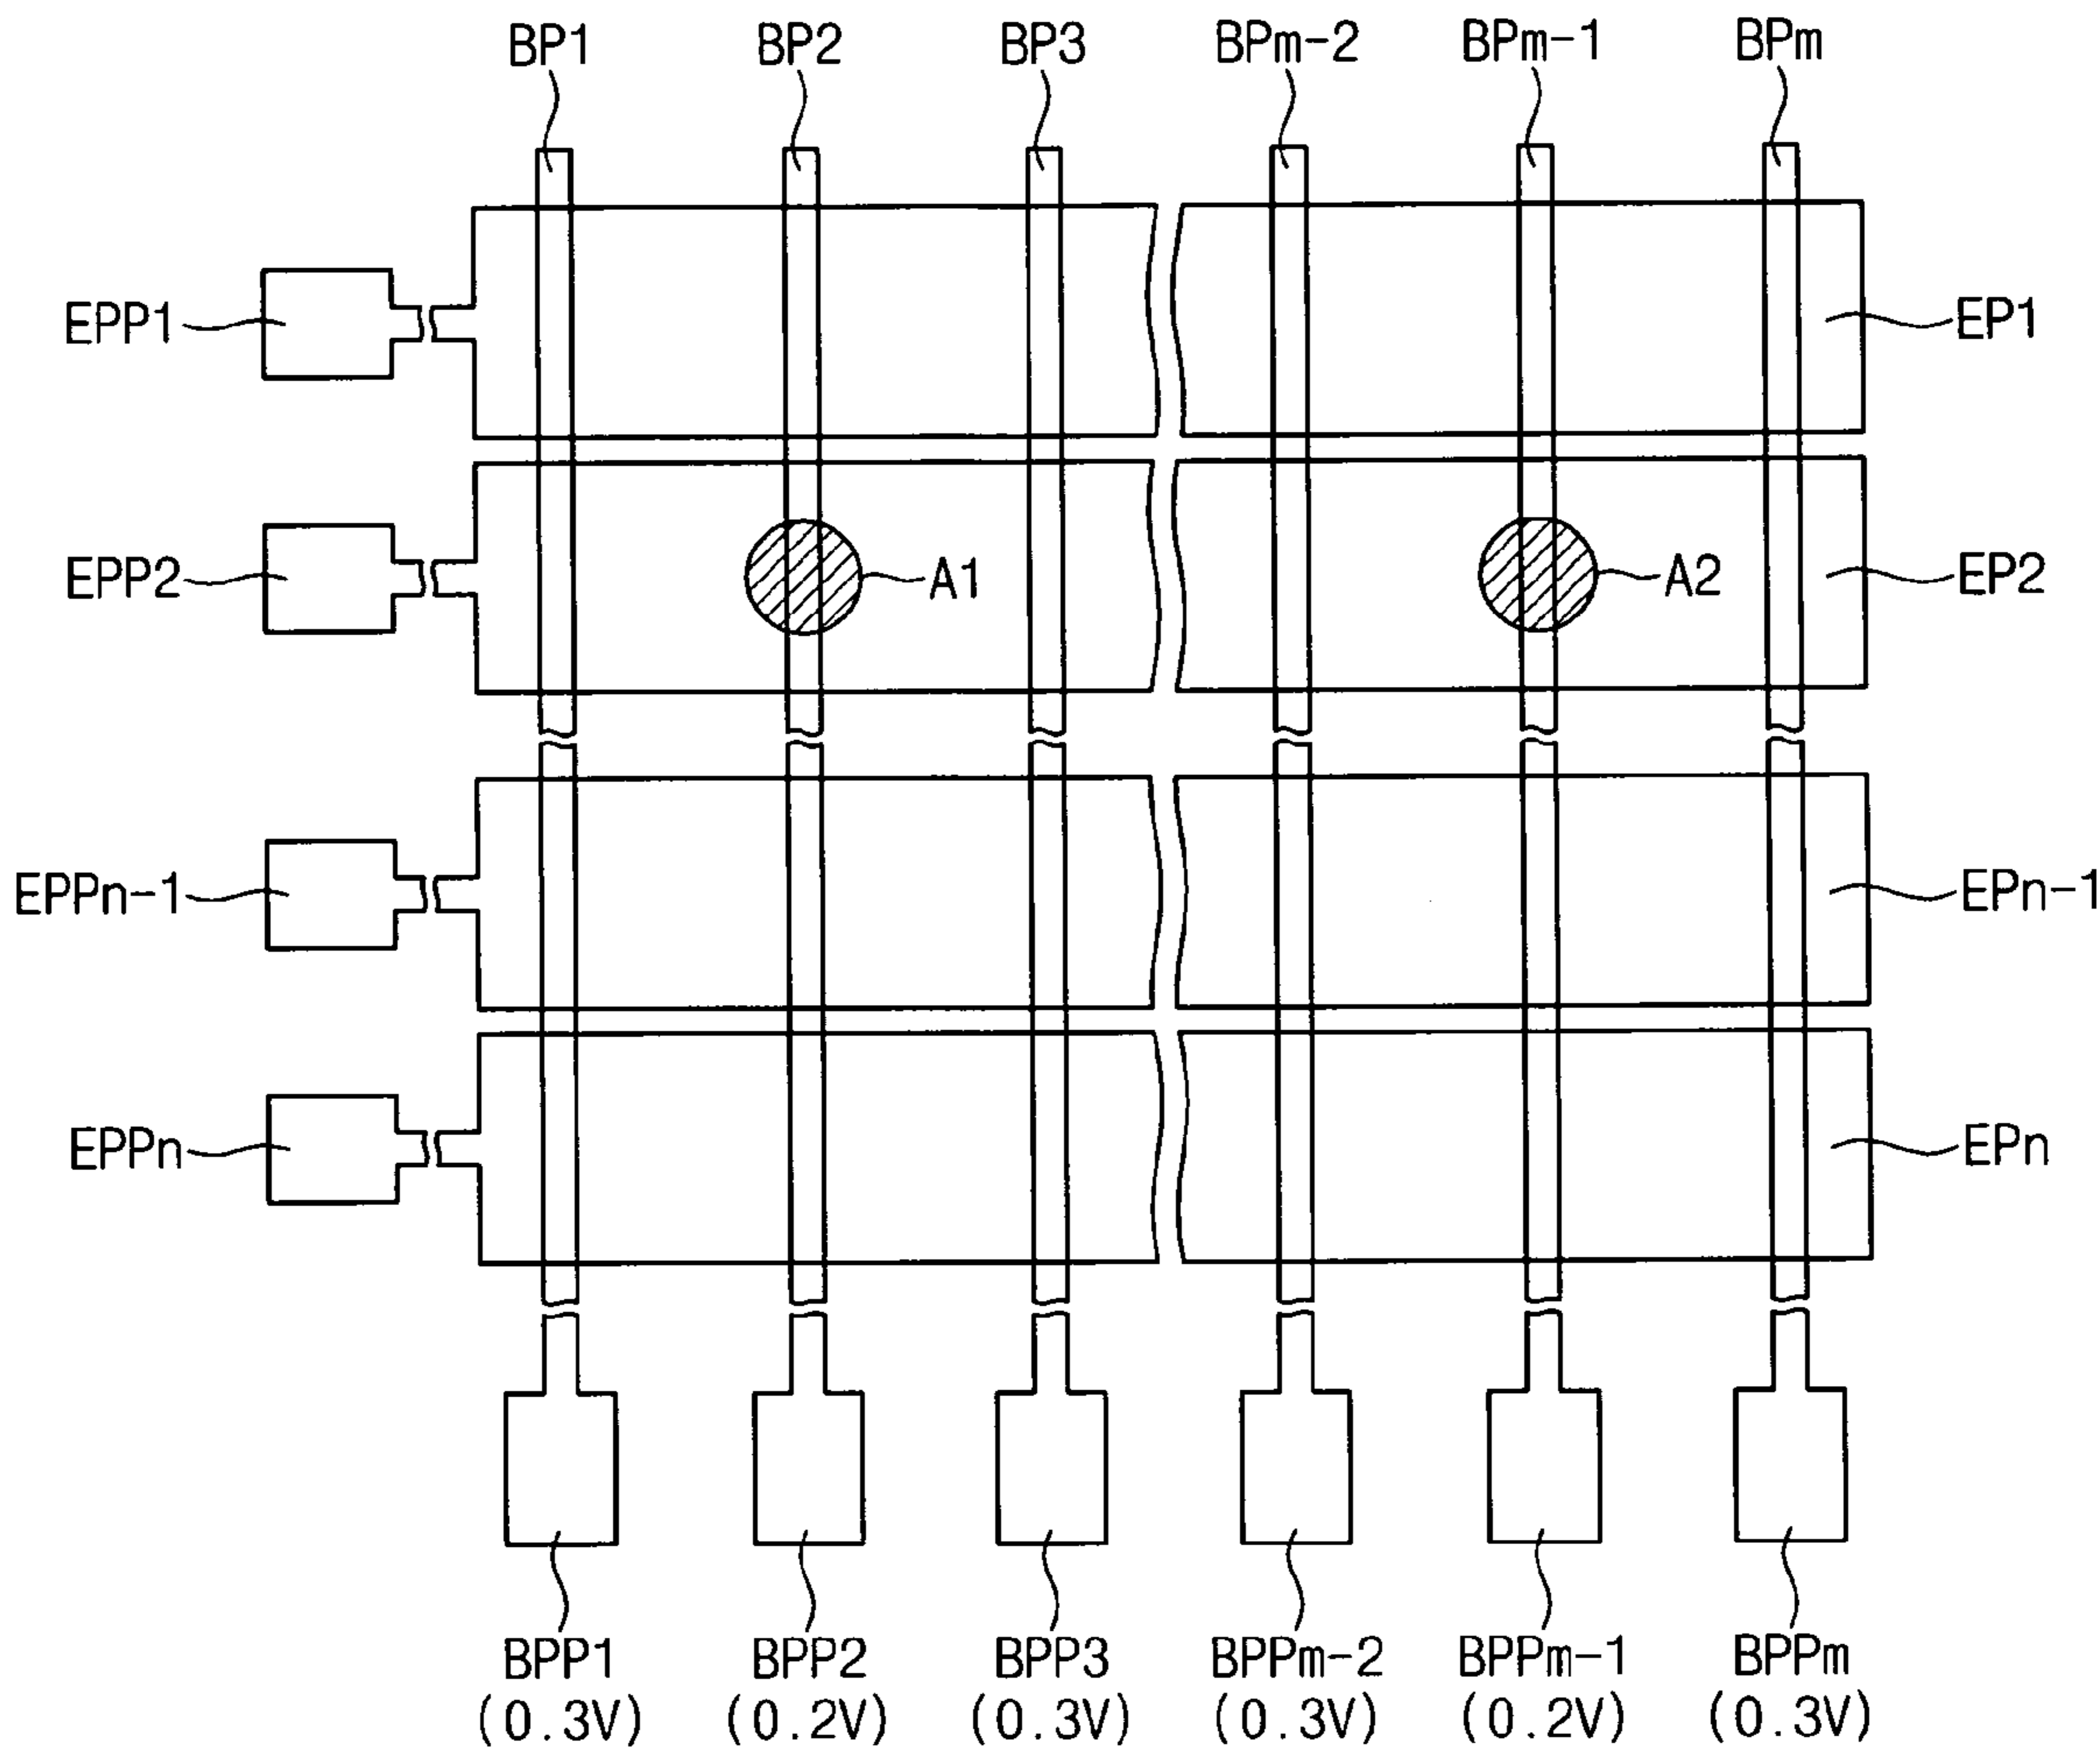 BP1 BP2 BP3 BPm-2 BPm-1 BPm
EPP1 EP1
EPP2 A1 A2 EP2
EPPn-1 EPn-1
EPPn EPn
BPP1 BPP2 BPP3 BPPm-2 BPPm-1 BPPm
(0.3V) (0.2V) (0.3V) (0.3V) (0.2V) (0.3V)